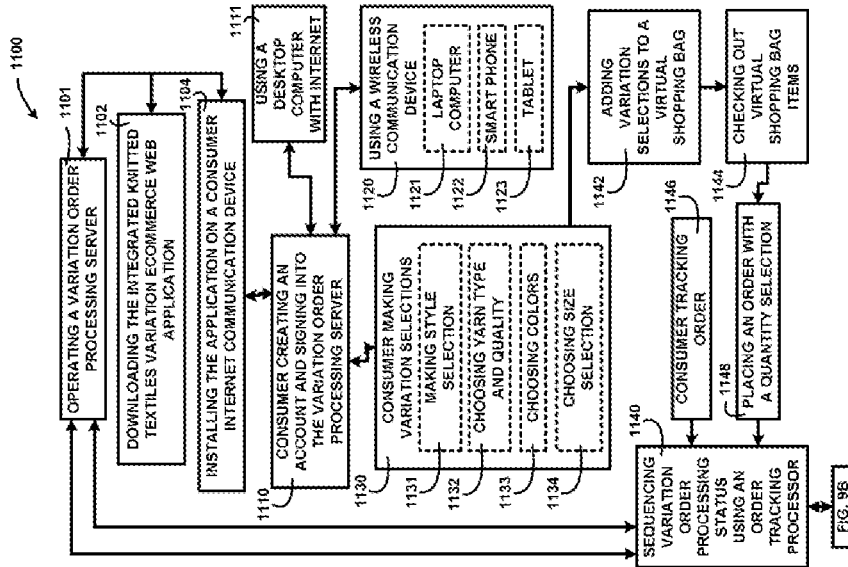 1100
1101
OPERATING A VARIATION ORDER
PROCESSING SERVER
1102
DOWNLOADING THE INTEGRATED KNITTED
TEXTILES VARIATION ECOMMERCE WEB
APPLICATION
1104
INSTALLING THE APPLICATION ON A CONSUMER
INTERNET COMMUNICATION DEVICE
1111
USING A
DESKTOP
COMPUTER
WITH INTERNET
1110
CONSUMER CREATING AN
ACCOUNT AND SIGNING INTO
THE VARIATION ORDER
PROCESSING SERVER
1120
USING A WIRELESS
COMMUNICATION
DEVICE
1121
LAPTOP
COMPUTER
1122
SMART PHONE
1123
TABLET
1130
CONSUMER MAKING
VARIATION SELECTIONS
1131
MAKING STYLE
SELECTION
1132
CHOOSING YARN TYPE
AND QUALITY
1133
CHOOSING COLORS
1134
CHOOSING SIZE
SELECTION
1142
ADDING
VARIATION
SELECTIONS TO A
VIRTUAL
SHOPPING BAG
1144
CHECKING OUT
VIRTUAL
SHOPPING BAG
ITEMS
1146
CONSUMER TRACKING
ORDER
1148
PLACING AN ORDER WITH
A QUANTITY SELECTION
1140
SEQUENCING
VARIATION
ORDER
PROCESSING
STATUS
USING AN
ORDER
TRACKING
PROCESSOR
FIG. 9B